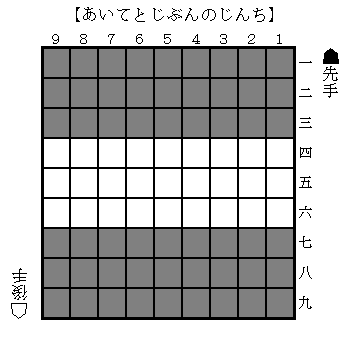 【あいてとじぶんのじんち】
9 8 7 6 5 4 3 2 1
一
二
三
四
五
六
七
八
九
☗先手
☖後手